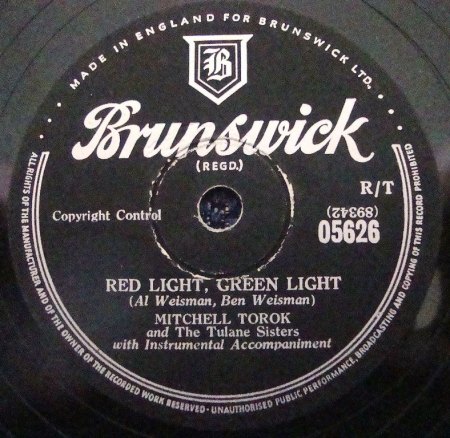 MADE IN ENGLAND FOR BRUNSWICK LTD.
B
Brunswick
(REGD.)
R/T
Copyright Control
(89342)
05626
RED LIGHT, GREEN LIGHT
(Al Weisman, Ben Weisman)
MITCHELL TOROK
and The Tulane Sisters
with Instrumental Accompaniment
ALL RIGHTS OF THE MANUFACTURER AND OF THE OWNER OF THE RECORDED WORK RESERVED · UNAUTHORISED PUBLIC PERFORMANCE, BROADCASTING AND COPYING OF THIS RECORD PROHIBITED